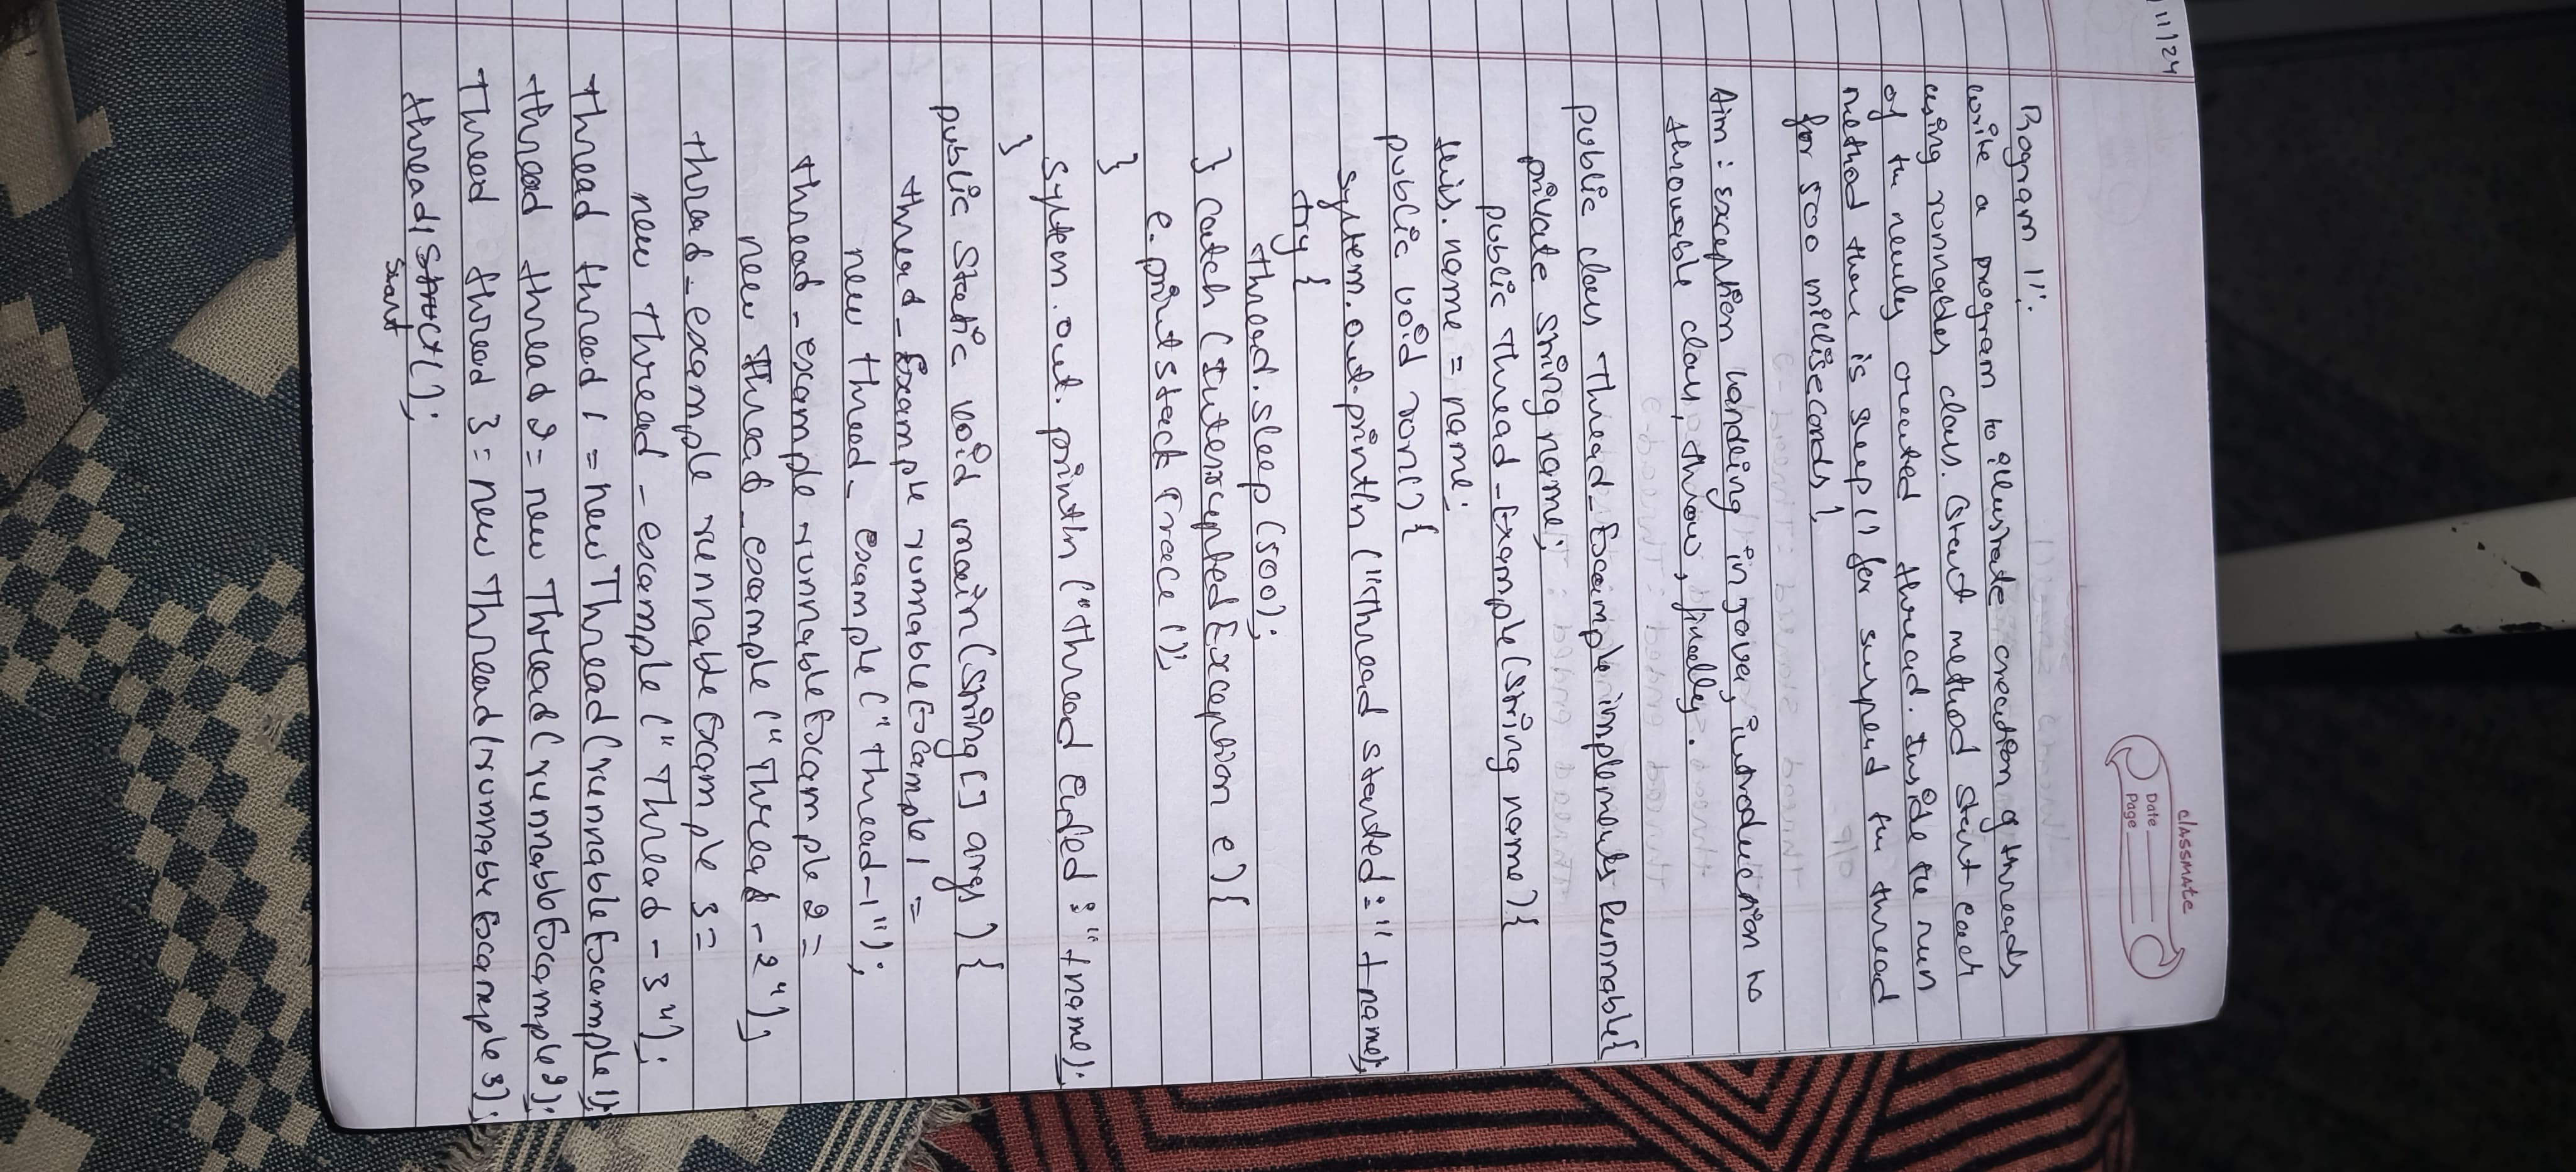 11/24
classmate
Date
Page
Program 11:
write a program to illustrate creation of threads
using runnables class. (Start method start each
of the newly created thread. Inside the run
method there is sleep() for suspend the thread
for 500 milliseconds).
Aim: Exception handling in java, introduction to
throwable class, throw, finally.
public class Thread_Example implements Runnable{
private string name;
public Thread_Example(String name){
this.name = name;
public void run(){
System.out.println("thread started:" + name);
try {
thread.sleep(500);
} catch (InterruptedException e){
e.print stack Trace();
}
System.out.println("thread ended:" + name);
}
public static void main(String[] args){
thread_Example runnableExample1 =
new thread_example("thread-1");
thread_example runnableExample2 =
new Thread_example("Thread-2");
thread_example runnableExample3 =
new thread_example("Thread-3");
thread thread1 = new Thread(runnableExample1);
thread thread2 = new Thread(runnableExample2);
Thread thread3 = new Thread(runnableExample3);
thread1 start();